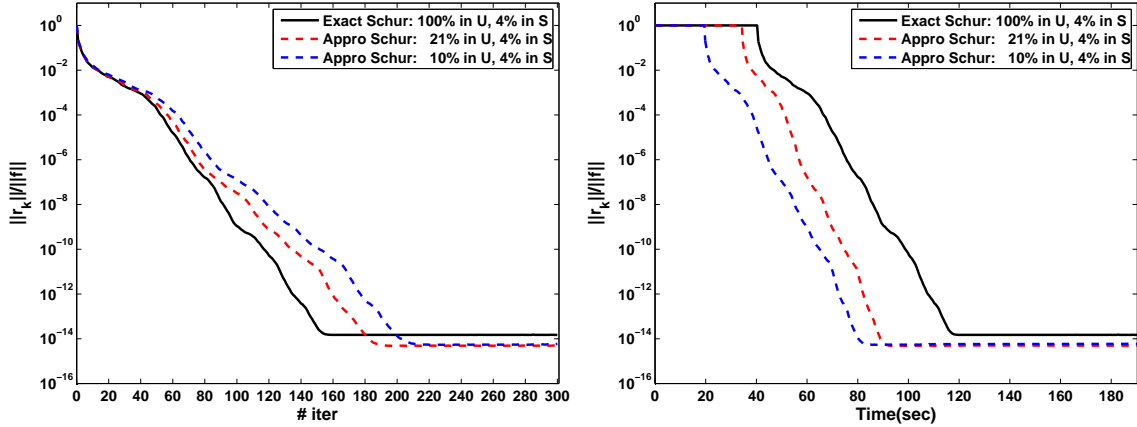 Exact Schur: 100% in U, 4% in S
Appro Schur: 21% in U, 4% in S
Appro Schur: 10% in U, 4% in S
10^0
10^−2
10^−4
10^−6
10^−8
10^−10
10^−12
10^−14
10^−16
||r_k||/||f||
0 20 40 60 80 100 120 140 160 180 200 220 240 260 280 300
# iter
Exact Schur: 100% in U, 4% in S
Appro Schur: 21% in U, 4% in S
Appro Schur: 10% in U, 4% in S
10^0
10^−2
10^−4
10^−6
10^−8
10^−10
10^−12
10^−14
10^−16
||r_k||/||f||
0 20 40 60 80 100 120 140 160 180
Time(sec)